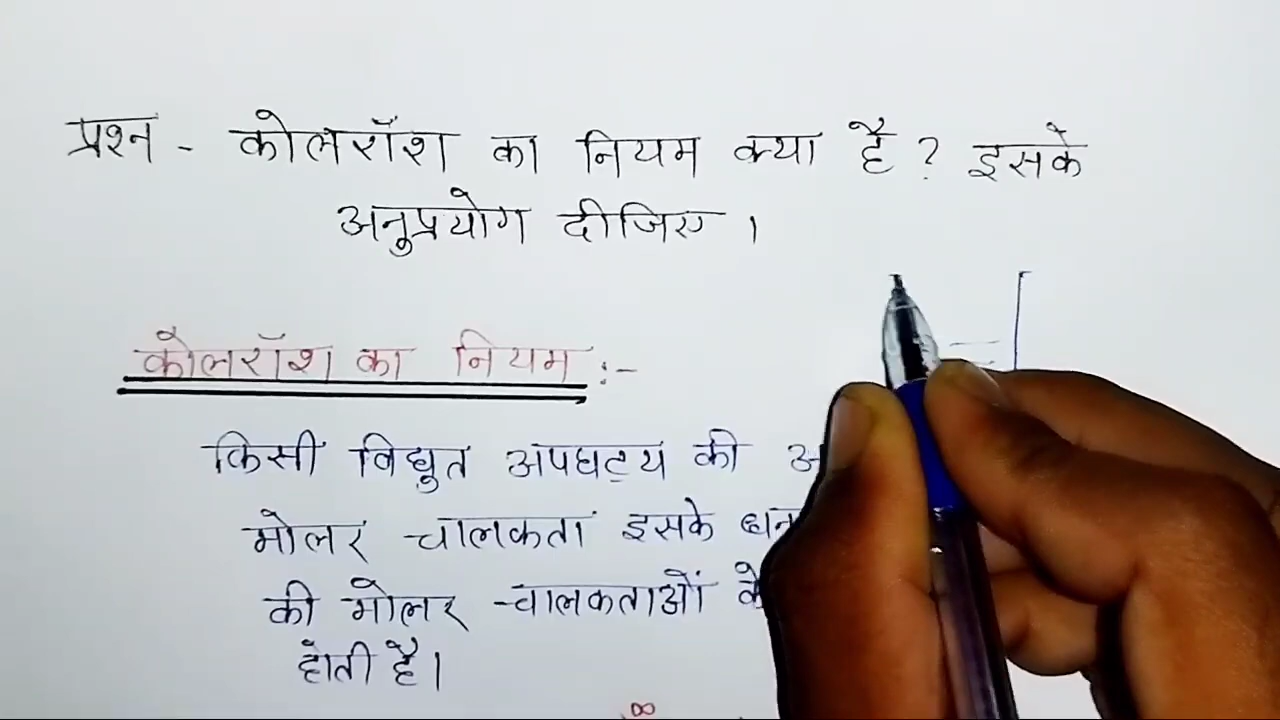 प्रश्न - कोलरॉश का नियम क्या है ? इसके
अनुप्रयोग दीजिए ।
कोलरॉश का नियम :-
किसी विद्युत अपघट्य की
मोलर चालकता इसके
की मोलर चालकताओं
होती है।
∞